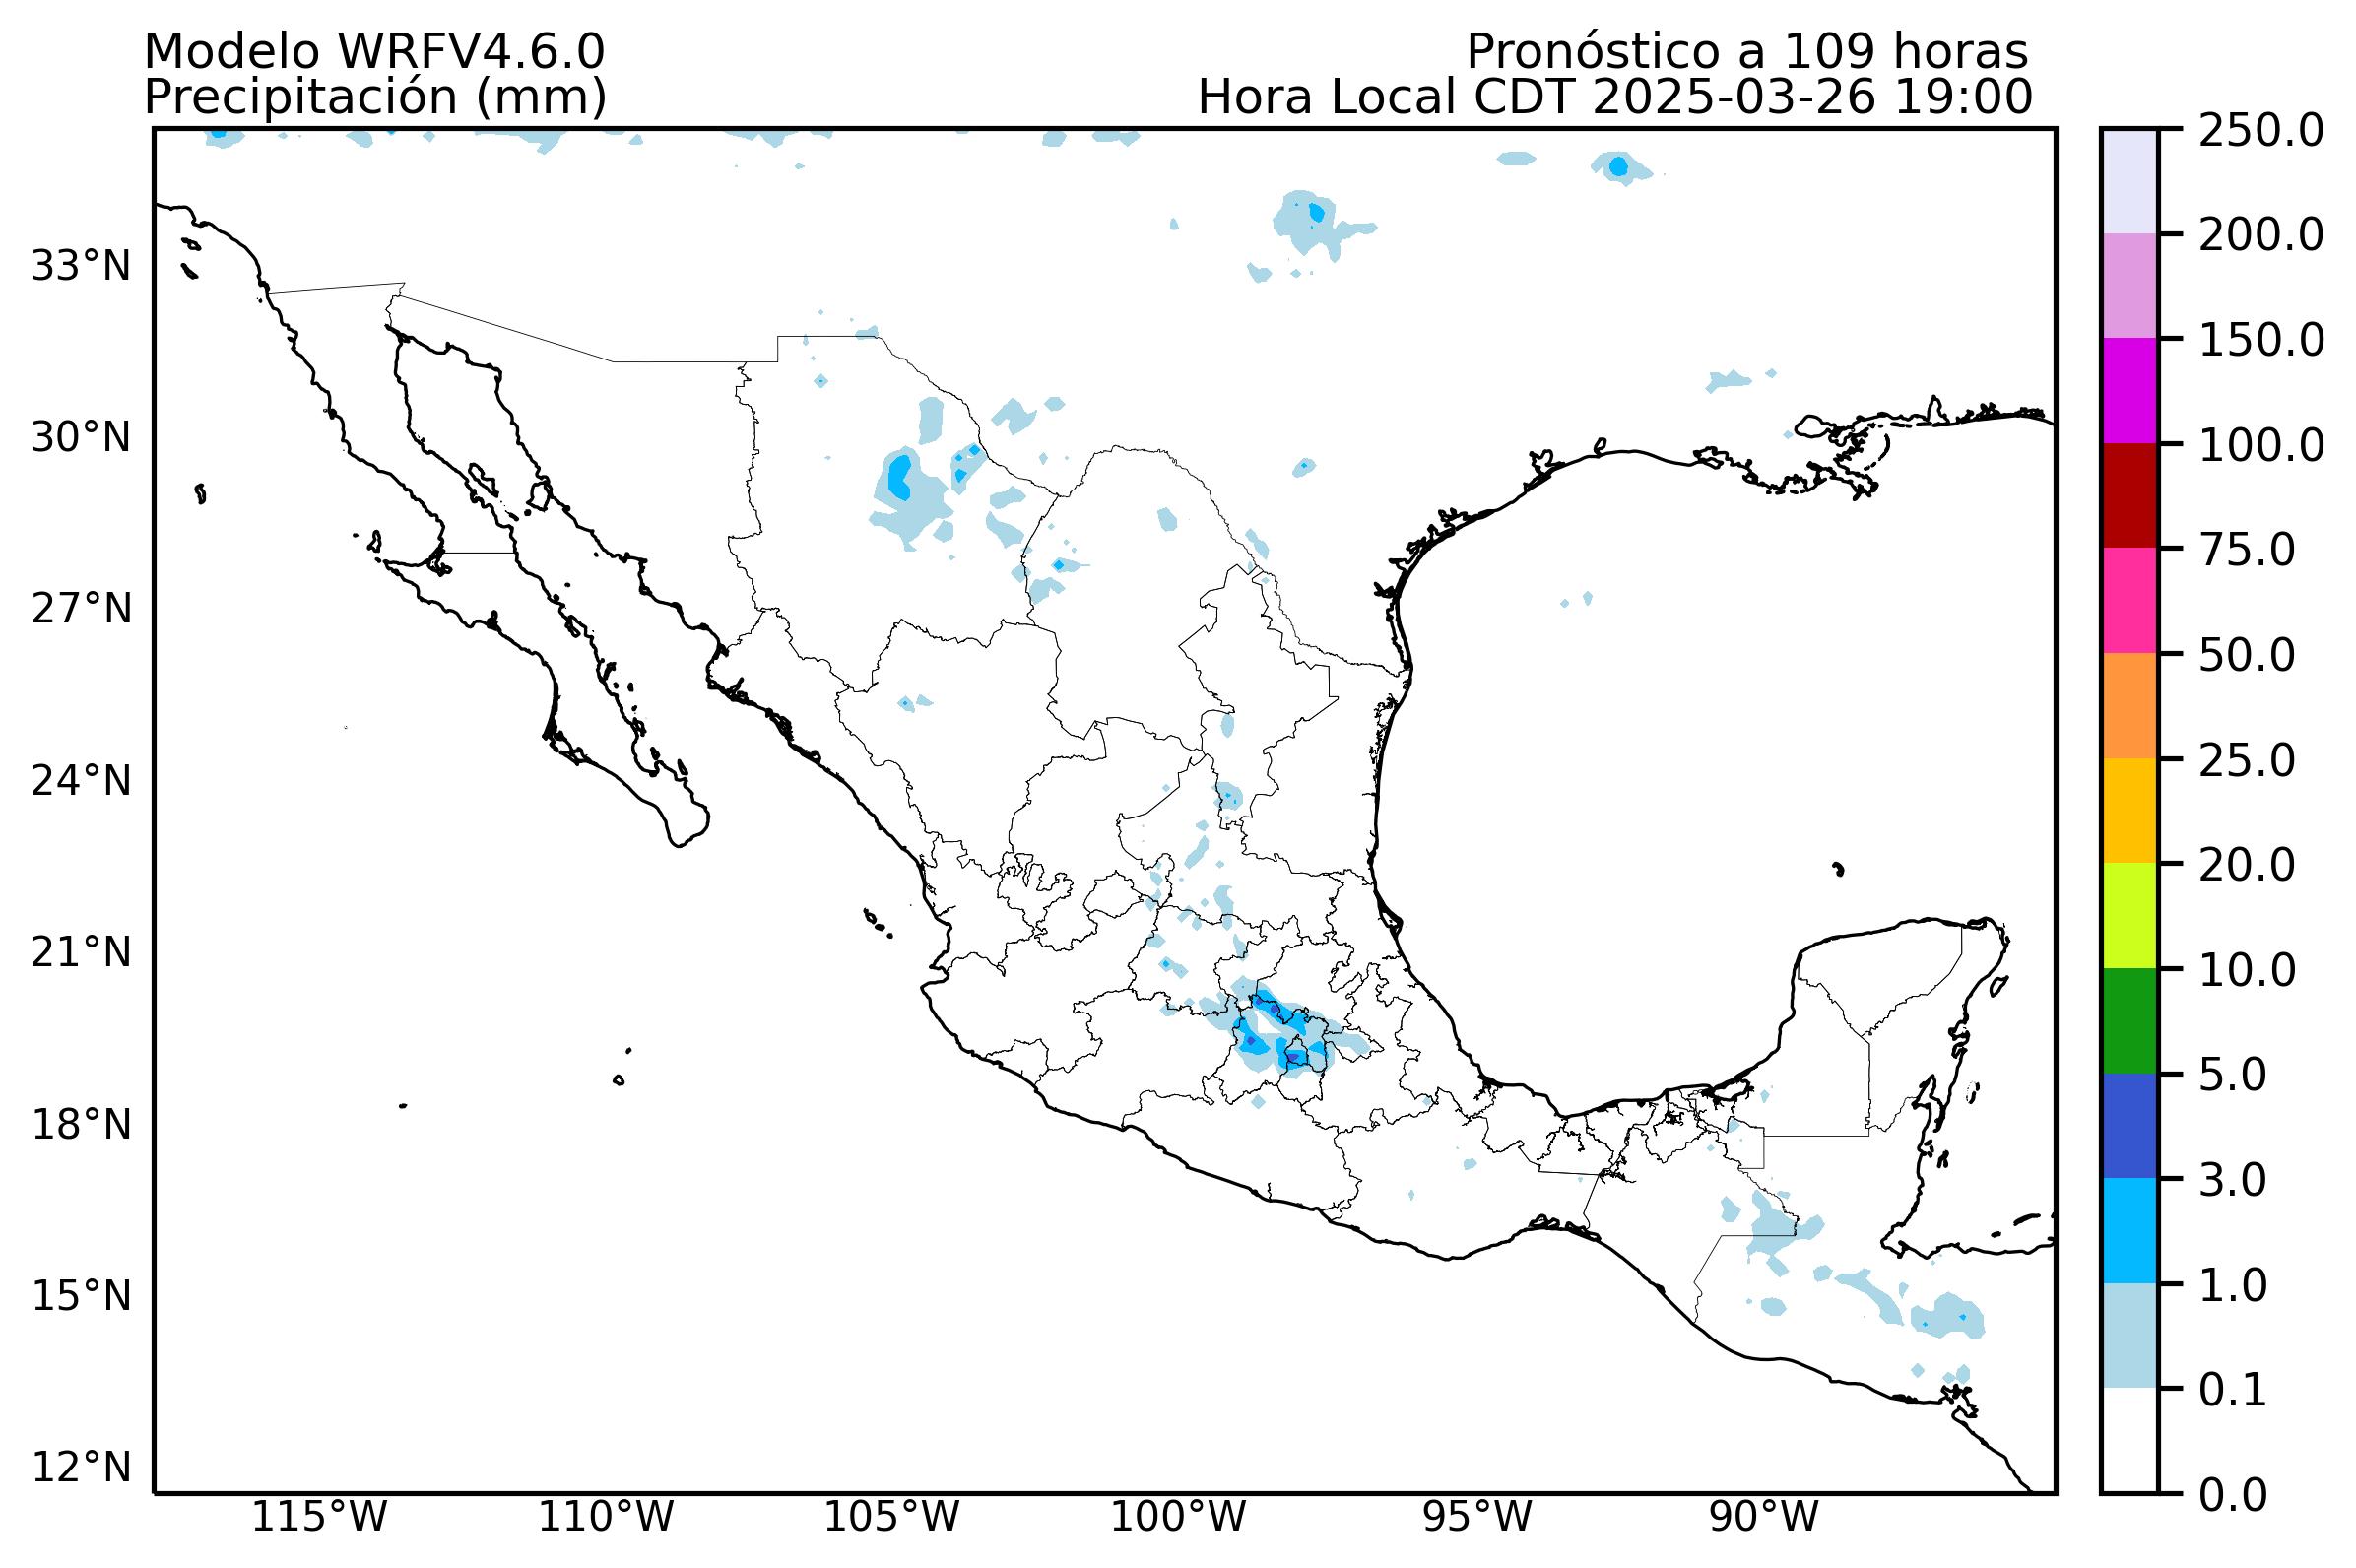 Modelo WRFV4.6.0
Precipitación (mm)
Pronóstico a 109 horas
Hora Local CDT 2025-03-26 19:00
33°N
30°N
27°N
24°N
21°N
18°N
15°N
12°N
115°W
110°W
105°W
100°W
95°W
90°W
250.0
200.0
150.0
100.0
75.0
50.0
25.0
20.0
10.0
5.0
3.0
1.0
0.1
0.0